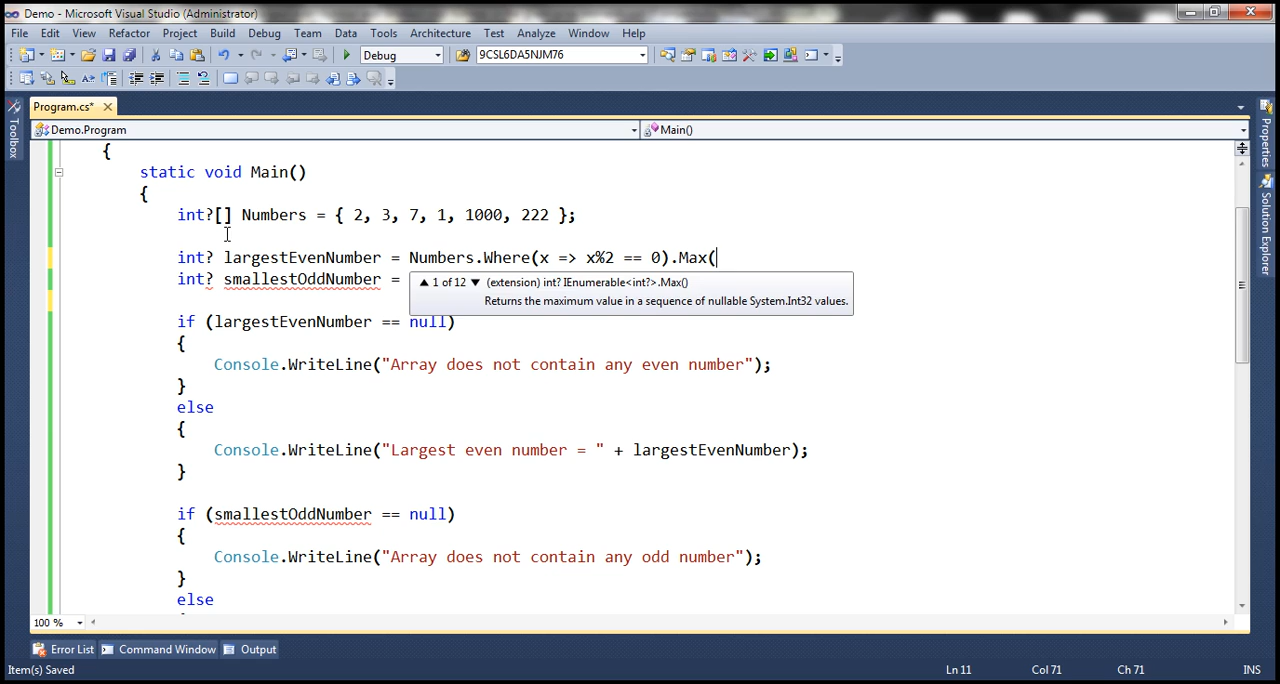 Demo - Microsoft Visual Studio (Administrator)
File Edit View Refactor Project Build Debug Team Data Tools Architecture Test Analyze Window Help
Debug 9CSL6DA5NJM76
Program.cs*
Demo.Program Main()
{
static void Main()
{
int?[] Numbers = { 2, 3, 7, 1, 1000, 222 };
int? largestEvenNumber = Numbers.Where(x => x%2 == 0).Max(
int? smallestOddNumber =
1 of 12 (extension) int? IEnumerable<int?>.Max()
Returns the maximum value in a sequence of nullable System.Int32 values.
if (largestEvenNumber == null)
{
Console.WriteLine("Array does not contain any even number");
}
else
{
Console.WriteLine("Largest even number = " + largestEvenNumber);
}
if (smallestOddNumber == null)
{
Console.WriteLine("Array does not contain any odd number");
}
else
100 %
Error List Command Window Output
Item(s) Saved Ln 11 Col 71 Ch 71 INS
Toolbox
Properties
Solution Explorer